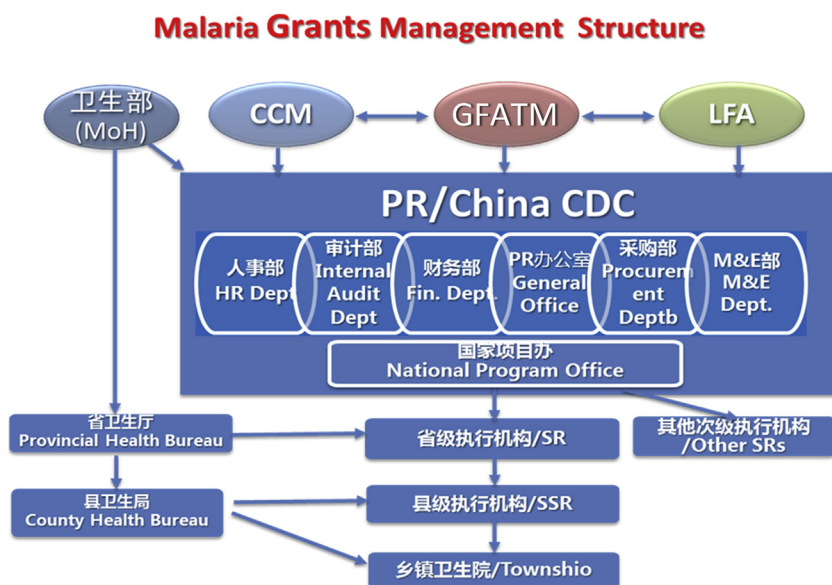 Malaria Grants Management Structure
卫生部
(MoH)
CCM
GFATM
LFA
PR/China CDC
人事部
HR Dept
审计部
Internal
Audit
Dept
财务部
Fin. Dept.
PR办公室
General
Office
采购部
Procurem
ent
Deptb
M&E部
M&E
Dept.
国家项目办
National Program Office
省卫生厅
Provincial Health Bureau
省级执行机构/SR
其他次级执行机构
/Other SRs
县卫生局
County Health Bureau
县级执行机构/SSR
乡镇卫生院/Townshio